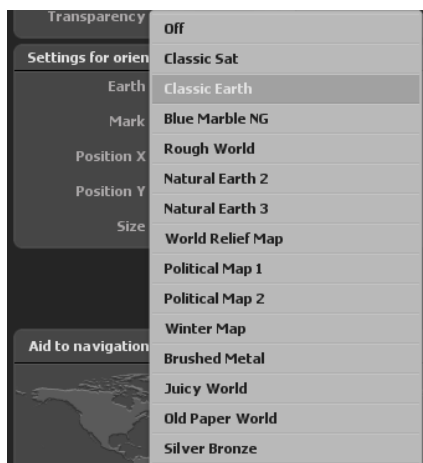 Transparency
Settings for orien
Earth
Mark
Position X
Position Y
Size
Aid to navigation
Off
Classic Sat
Classic Earth
Blue Marble NG
Rough World
Natural Earth 2
Natural Earth 3
World Relief Map
Political Map 1
Political Map 2
Winter Map
Brushed Metal
Juicy World
Old Paper World
Silver Bronze